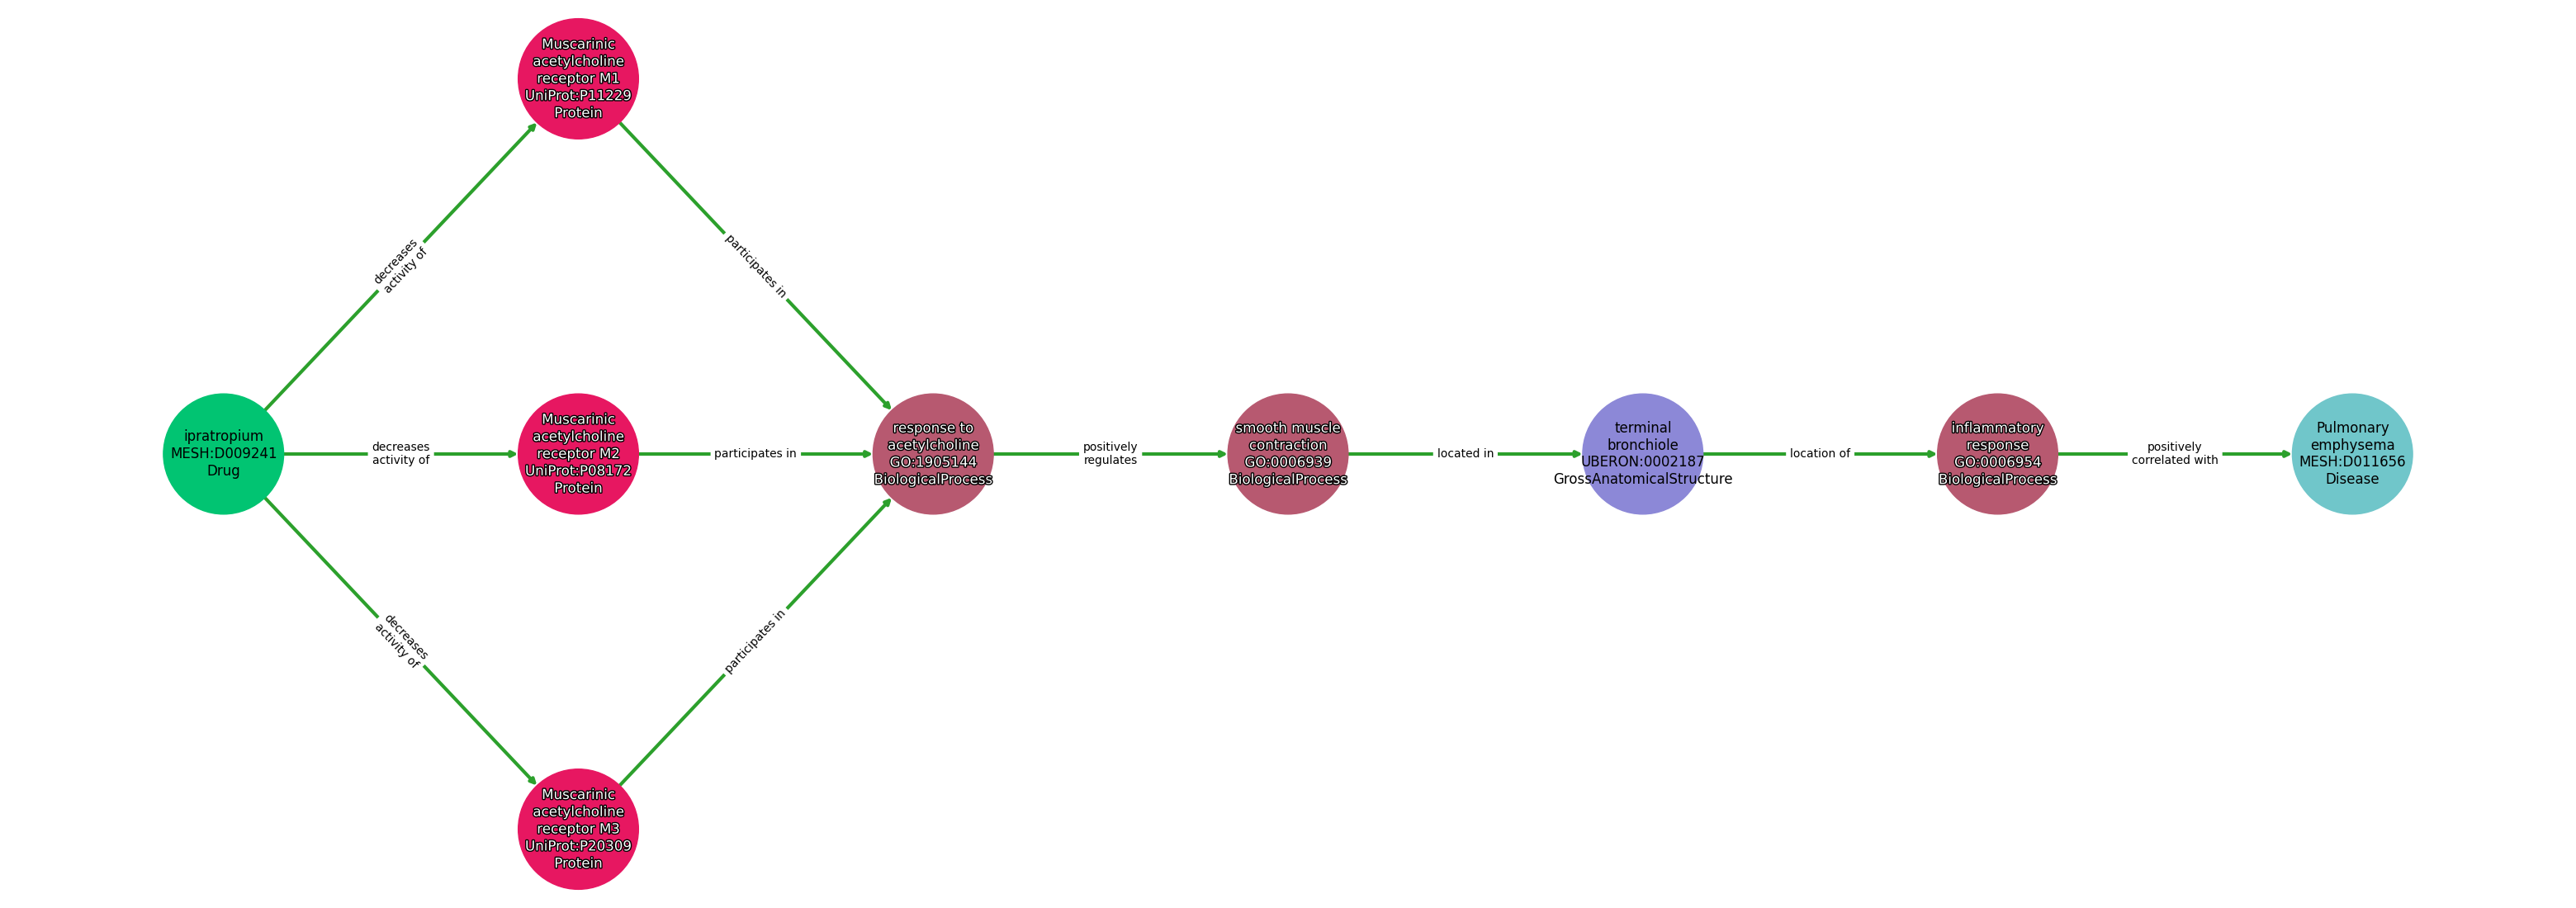 Muscarinic
acetylcholine
receptor M1
UniProt:P11229
Protein
decreases
activity of
participates in
ipratropium
MESH:D009241
Drug
decreases
activity of
Muscarinic
acetylcholine
receptor M2
UniProt:P08172
Protein
participates in
response to
acetylcholine
GO:1905144
BiologicalProcess
positively
regulates
smooth muscle
contraction
GO:0006939
BiologicalProcess
located in
terminal
bronchiole
UBERON:0002187
GrossAnatomicalStructure
location of
inflammatory
response
GO:0006954
BiologicalProcess
positively
correlated with
Pulmonary
emphysema
MESH:D011656
Disease
decreases
activity of
participates in
Muscarinic
acetylcholine
receptor M3
UniProt:P20309
Protein